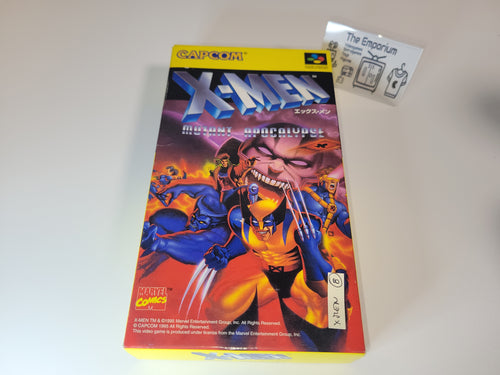 The Emporium
CAPCOM
X-MEN
TM
エックス・メン
MUTANT APOCALYPSE
MARVEL
COMICS
X-MEN TM & ©1995 Marvel Entertainment Group, Inc. All Rights Reserved.
© CAPCOM 1995 All Rights Reserved.
This video game is produced under license from the Marvel Entertainment Group, Inc.
X-MEN B